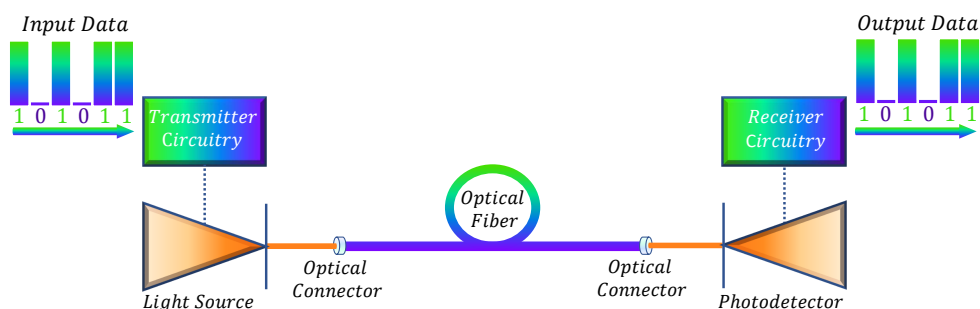 Input Data
1 0 1 0 1 1
Transmitter
Circuitry
Light Source
Optical
Connector
Optical
Fiber
Optical
Connector
Output Data
1 0 1 0 1 1
Receiver
Circuitry
Photodetector